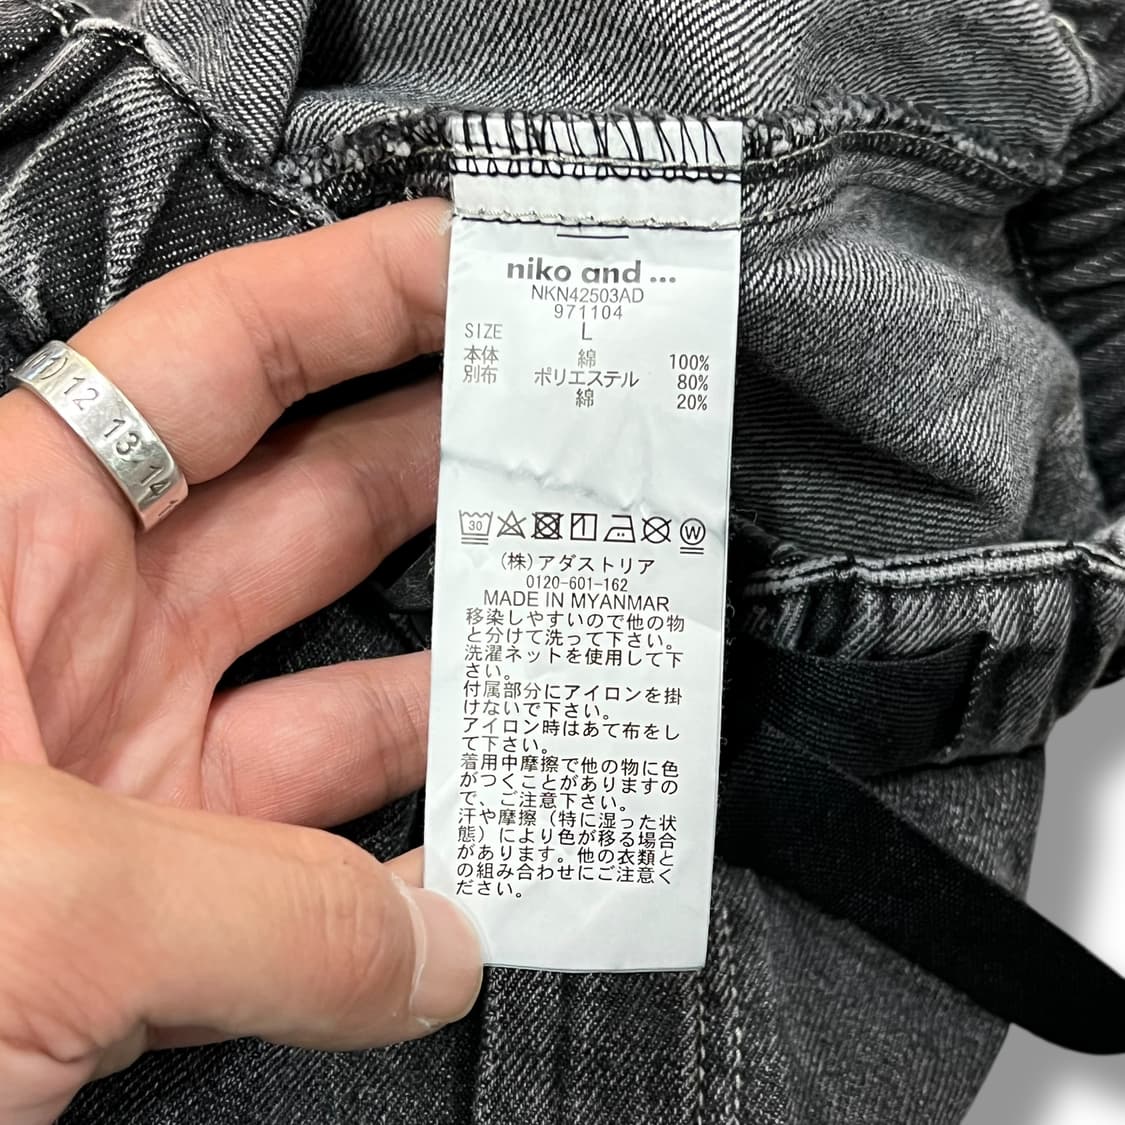 niko and ...
NKN42503AD
971104
SIZE L
本体 綿 100%
別布 ポリエステル 80%
綿 20%
30 W
(株)アダストリア
0120-601-162
MADE IN MYANMAR
移染しやすいので他の物
と分けて洗って下さい。
洗濯ネットを使用して下
さい。
付属部分にアイロンを掛
けないで下さい。
アイロン時はあて布をし
て下さい。
着用中摩擦で他の物に色
がつくことがありますの
で、ご注意下さい。
汗や摩擦（特に湿った状
態）により色が移る場合
があります。他の衣類と
の組み合わせにご注意く
ださい。
12 13 14